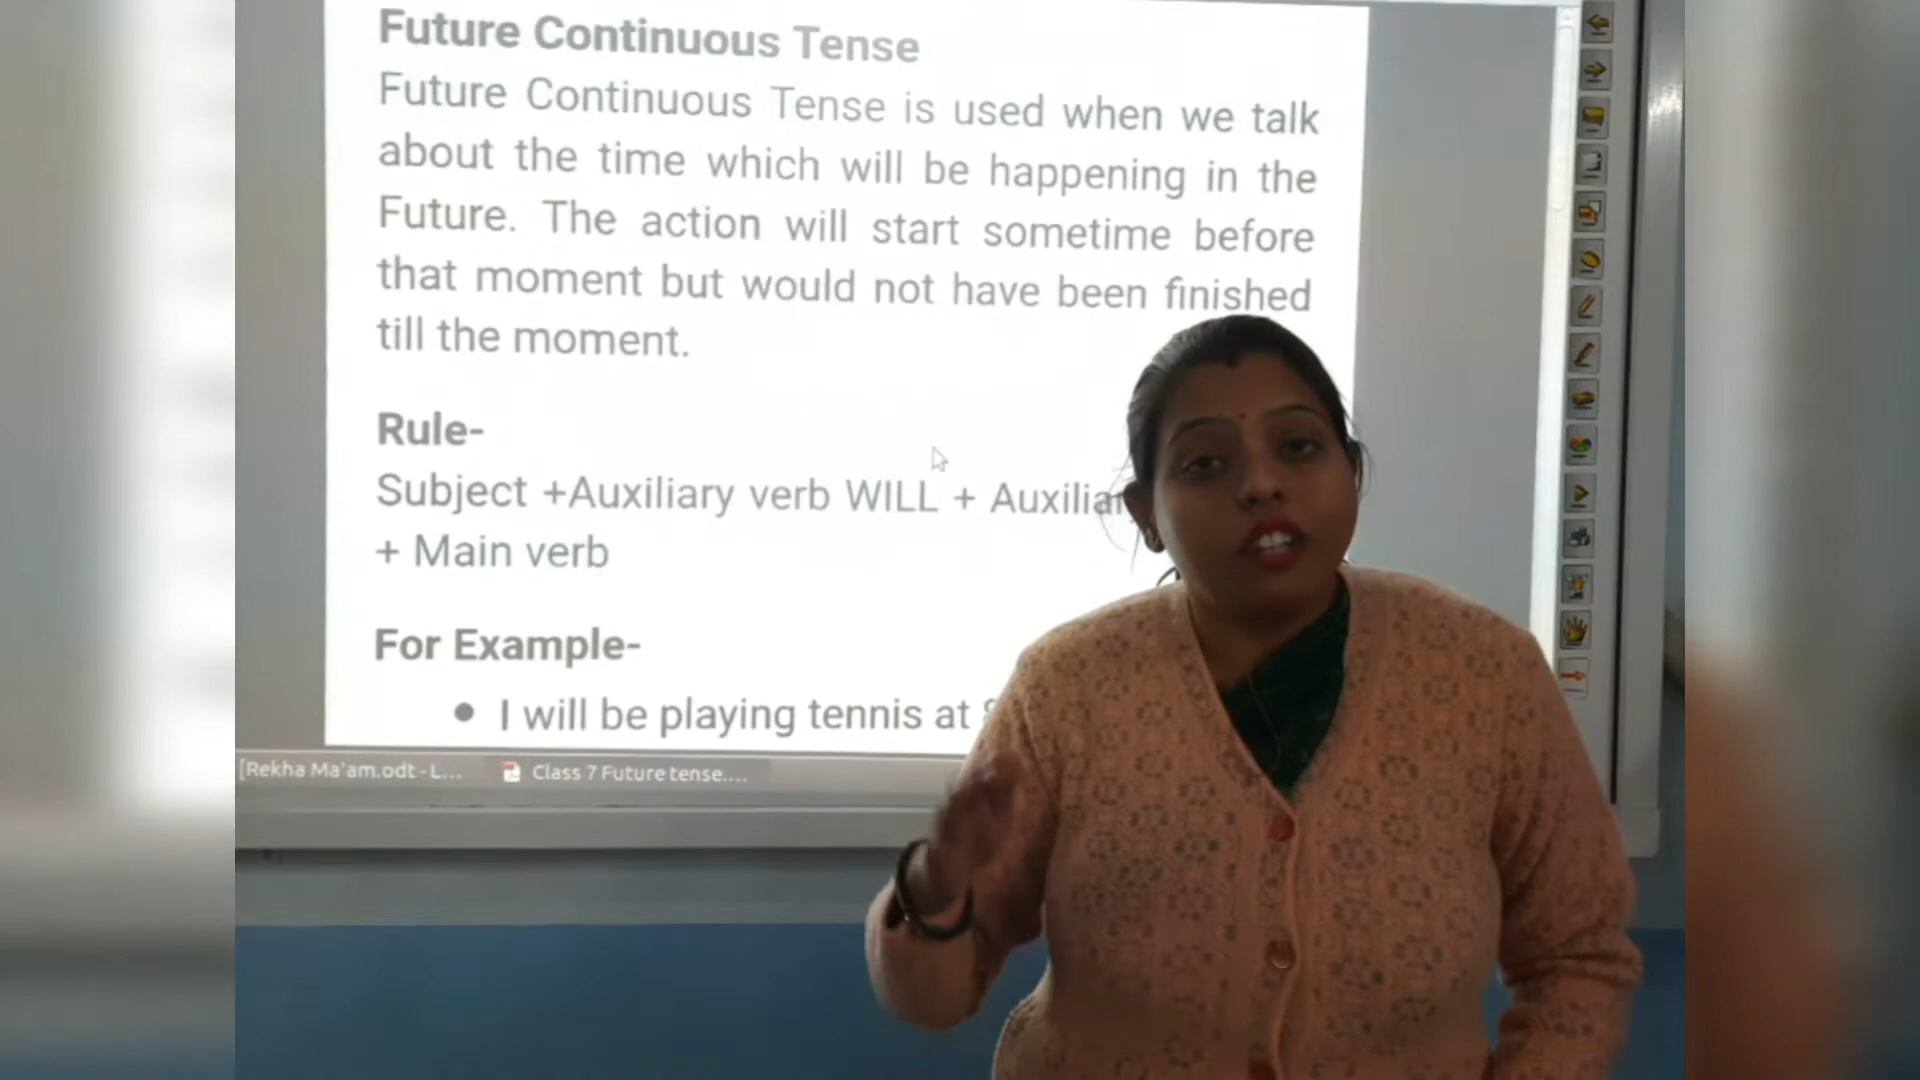 Future Continuous Tense
Future Continuous Tense is used when we talk
about the time which will be happening in the
Future. The action will start sometime before
that moment but would not have been finished
till the moment.
Rule-
Subject +Auxiliary verb WILL +
+ Main verb
For Example-
● I will be playing tennis at
[Rekha Ma'am.odt - L...
Class 7 Future tense....